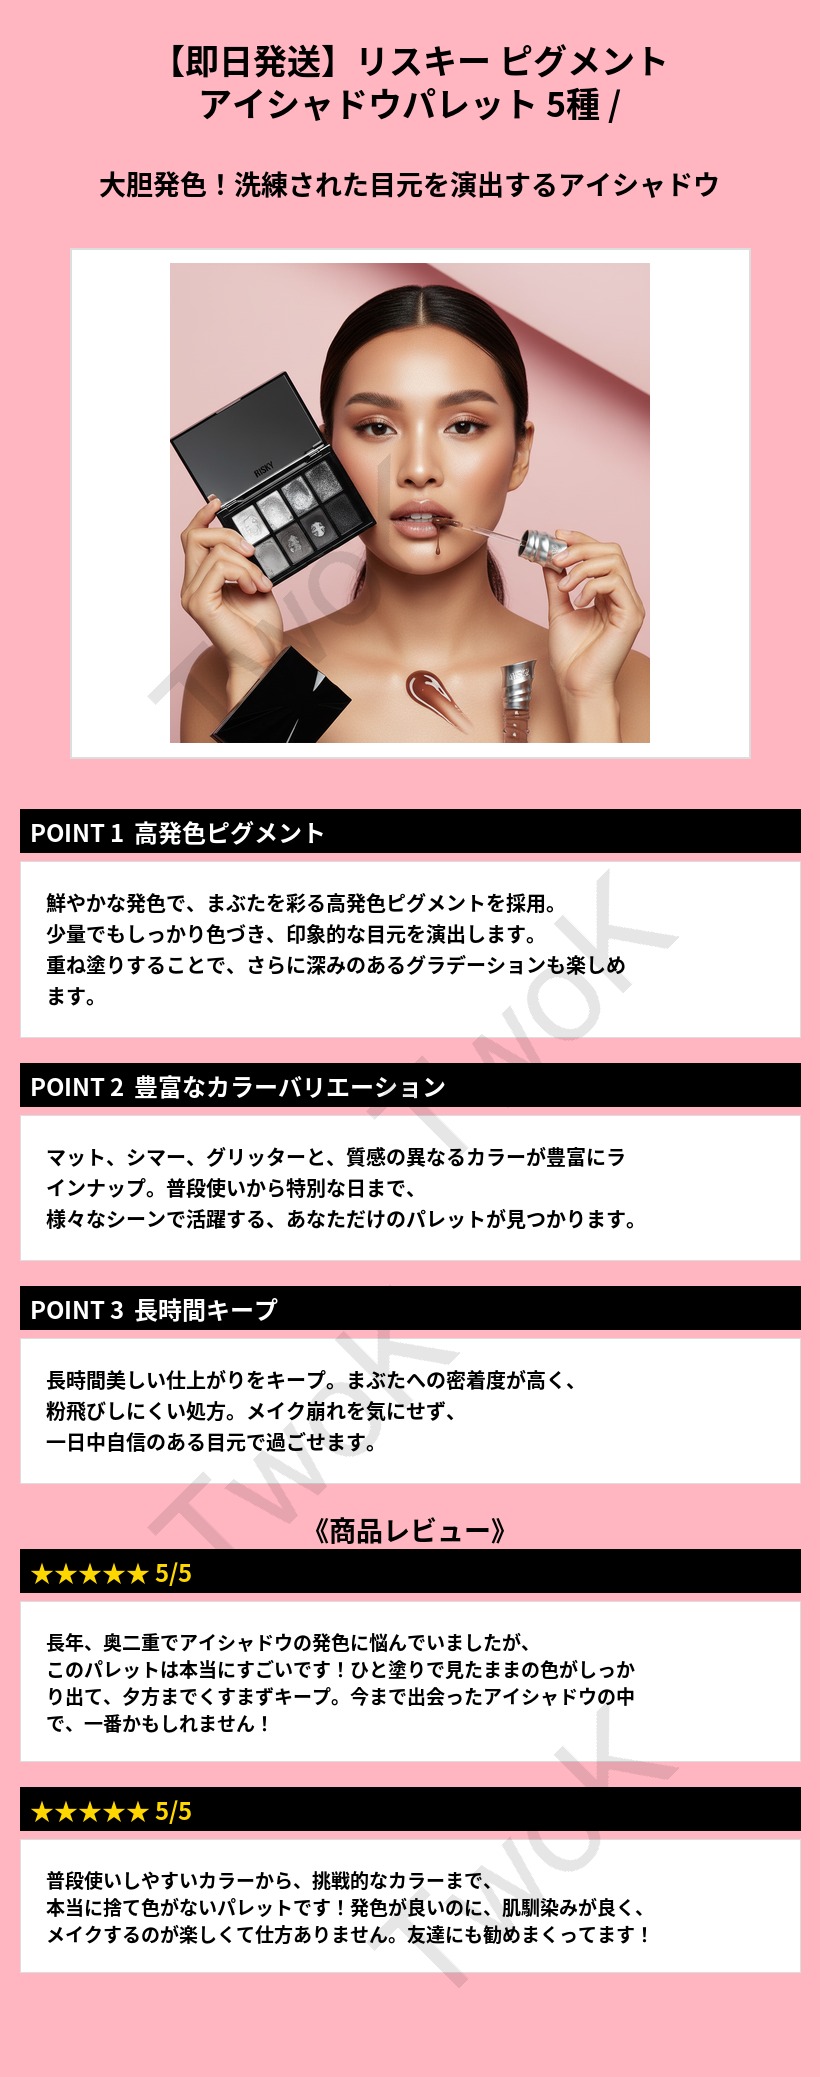 【即日発送】リスキー ピグメント
アイシャドウパレット 5種 /
大胆発色！洗練された目元を演出するアイシャドウ
RISKY
TwoK
POINT 1 高発色ピグメント
鮮やかな発色で、まぶたを彩る高発色ピグメントを採用。
少量でもしっかり色づき、印象的な目元を演出します。
重ね塗りすることで、さらに深みのあるグラデーションも楽しめ
ます。
TwoK
POINT 2 豊富なカラーバリエーション
マット、シマー、グリッターと、質感の異なるカラーが豊富にラ
インナップ。普段使いから特別な日まで、
様々なシーンで活躍する、あなただけのパレットが見つかります。
POINT 3 長時間キープ
長時間美しい仕上がりをキープ。まぶたへの密着度が高く、
粉飛びしにくい処方。メイク崩れを気にせず、
一日中自信のある目元で過ごせます。
TwoK
《商品レビュー》
★★★★★ 5/5
長年、奥二重でアイシャドウの発色に悩んでいましたが、
このパレットは本当にすごいです！ひと塗りで見たままの色がしっか
り出て、夕方までくすまずキープ。今まで出会ったアイシャドウの中
で、一番かもしれません！
★★★★★ 5/5
普段使いしやすいカラーから、挑戦的なカラーまで、
本当に捨て色がないパレットです！発色が良いのに、肌馴染みが良く、
メイクするのが楽しくて仕方ありません。友達にも勧めまくってます！
TwoK